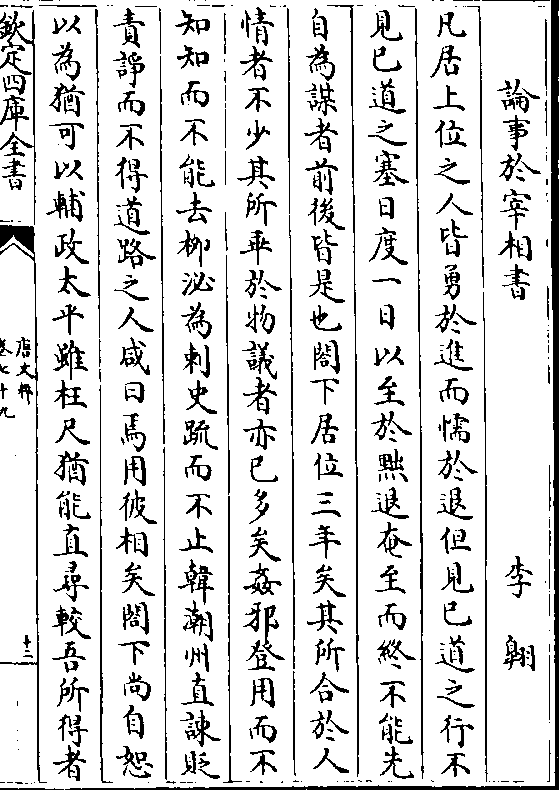 論事於宰相書
李翺
凡居上位之人皆勇於進而懦於退但見已道之行不
見已道之塞日度一日以至於黜退奄至而終不能先
自為謀者前後皆是也閤下居位三年矣其所合於人
情者不少其所乖於物議者亦已多矣姦邪登用而不
知知而不能去柳泌為刺史疏而不止韓潮州直諫貶
責諍而不得道路之人咸曰焉用彼相矣閤下尚自恕
以為猶可以輔政太平雖枉尺猶能直尋較吾所得者
欽定四庫全書
唐文粹
卷七十九
十三